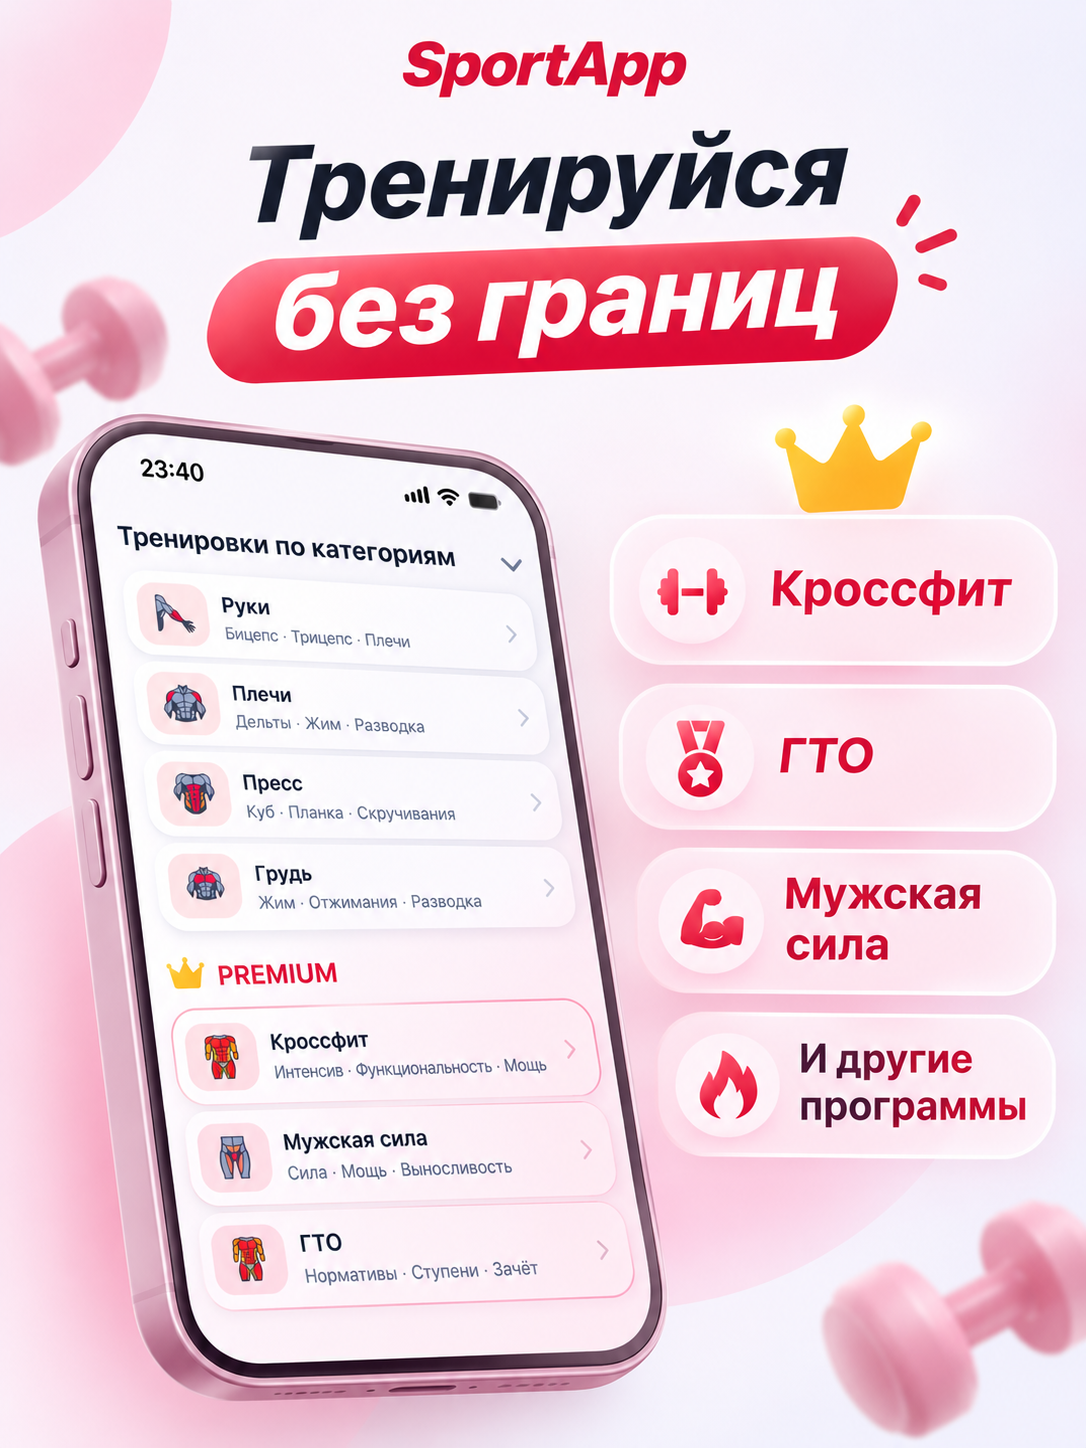 SportApp
Тренируйся
без границ
23:40
Тренировки по категориям
Руки
Бицепс · Трицепс · Плечи
Плечи
Дельты · Жим · Разводка
Пресс
Куб · Планка · Скручивания
Грудь
Жим · Отжимания · Разводка
PREMIUM
Кроссфит
Интенсив · Функциональность · Мощь
Мужская сила
Сила · Мощь · Выносливость
ГТО
Нормативы · Ступени · Зачёт
Кроссфит
ГТО
Мужская
сила
И другие
программы